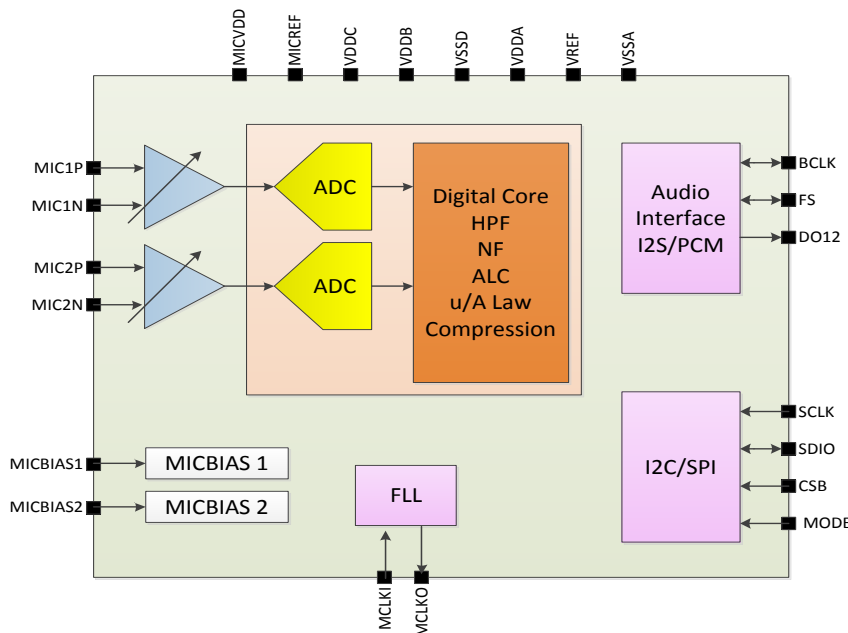 MICVDD
MICREF
VDDC
VDDB
VSSD
VDDA
VREF
VSSA
MIC1P
MIC1N
MIC2P
MIC2N
ADC
ADC
Digital Core
HPF
NF
ALC
u/A Law
Compression
Audio
Interface
I2S/PCM
BCLK
FS
DO12
MICBIAS1
MICBIAS2
MICBIAS 1
MICBIAS 2
FLL
I2C/SPI
SCLK
SDIO
CSB
MODE
MCLKI
MCLKO